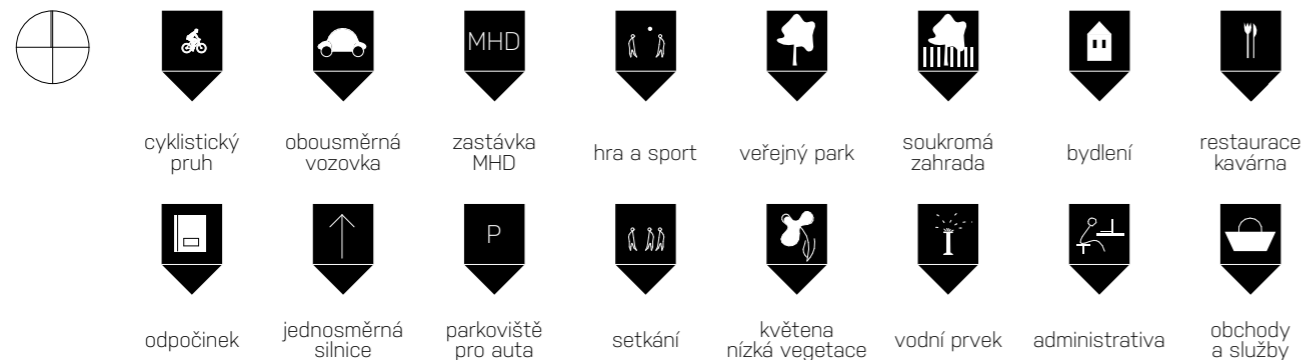 MHD
cyklistický
pruh
obousměrná
vozovka
zastávka
MHD
hra a sport
veřejný park
soukromá
zahrada
bydlení
restaurace
kavárna
P
odpočinek
jednosměrná
silnice
parkoviště
pro auta
setkání
květena
nízká vegetace
vodní prvek
administrativa
obchody
a služby